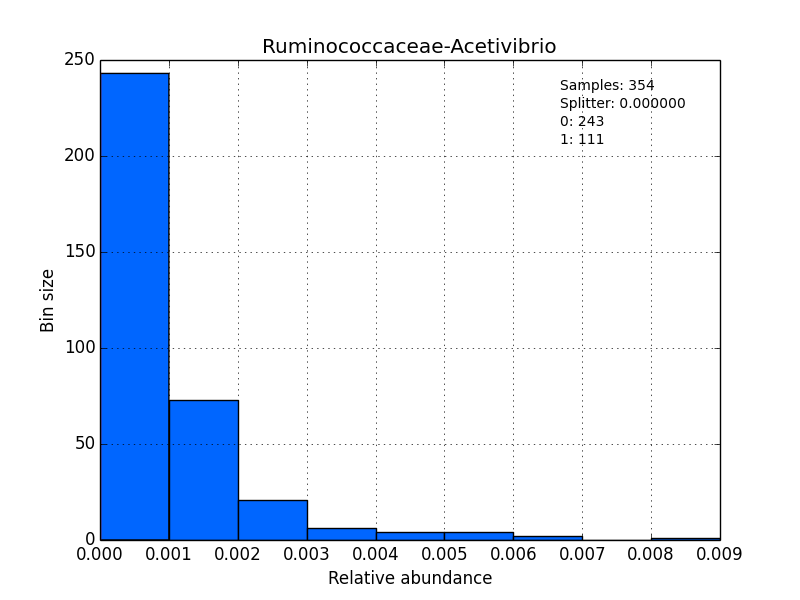 Ruminococcaceae-Acetivibrio
Samples: 354
Splitter: 0.000000
0: 243
1: 111
250
200
150
100
50
0
Bin size
0.000 0.001 0.002 0.003 0.004 0.005 0.006 0.007 0.008 0.009
Relative abundance